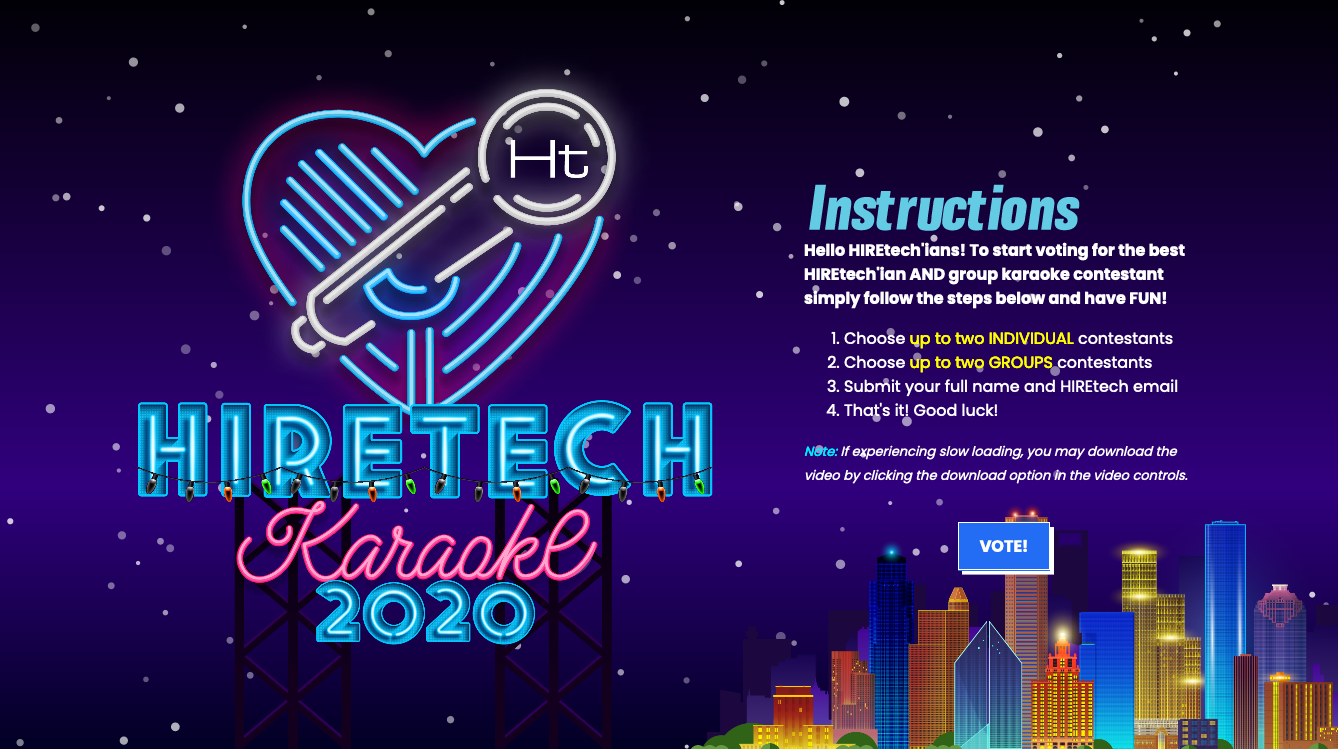 Ht
HIRETECH
Karaoke
2020
Instructions
Hello HIREtech'ians! To start voting for the best
HIREtech'ian AND group karaoke contestant
simply follow the steps below and have FUN!
1. Choose up to two INDIVIDUAL contestants
2. Choose up to two GROUPS contestants
3. Submit your full name and HIREtech email
4. That's it! Good luck!
Note: If experiencing slow loading, you may download the
video by clicking the download option in the video controls.
VOTE!